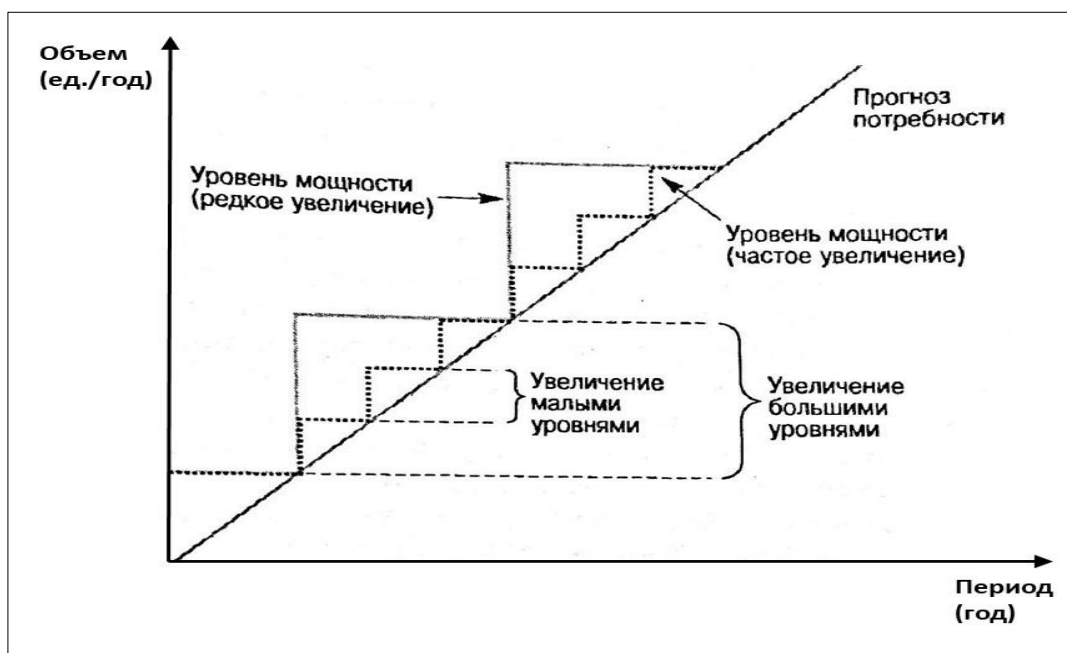 Объем
(ед./год)
Прогноз
потребности
Уровень мощности
(редкое увеличение)
Уровень мощности
(частое увеличение)
Увеличение
малыми
уровнями
Увеличение
большими
уровнями
Период
(год)